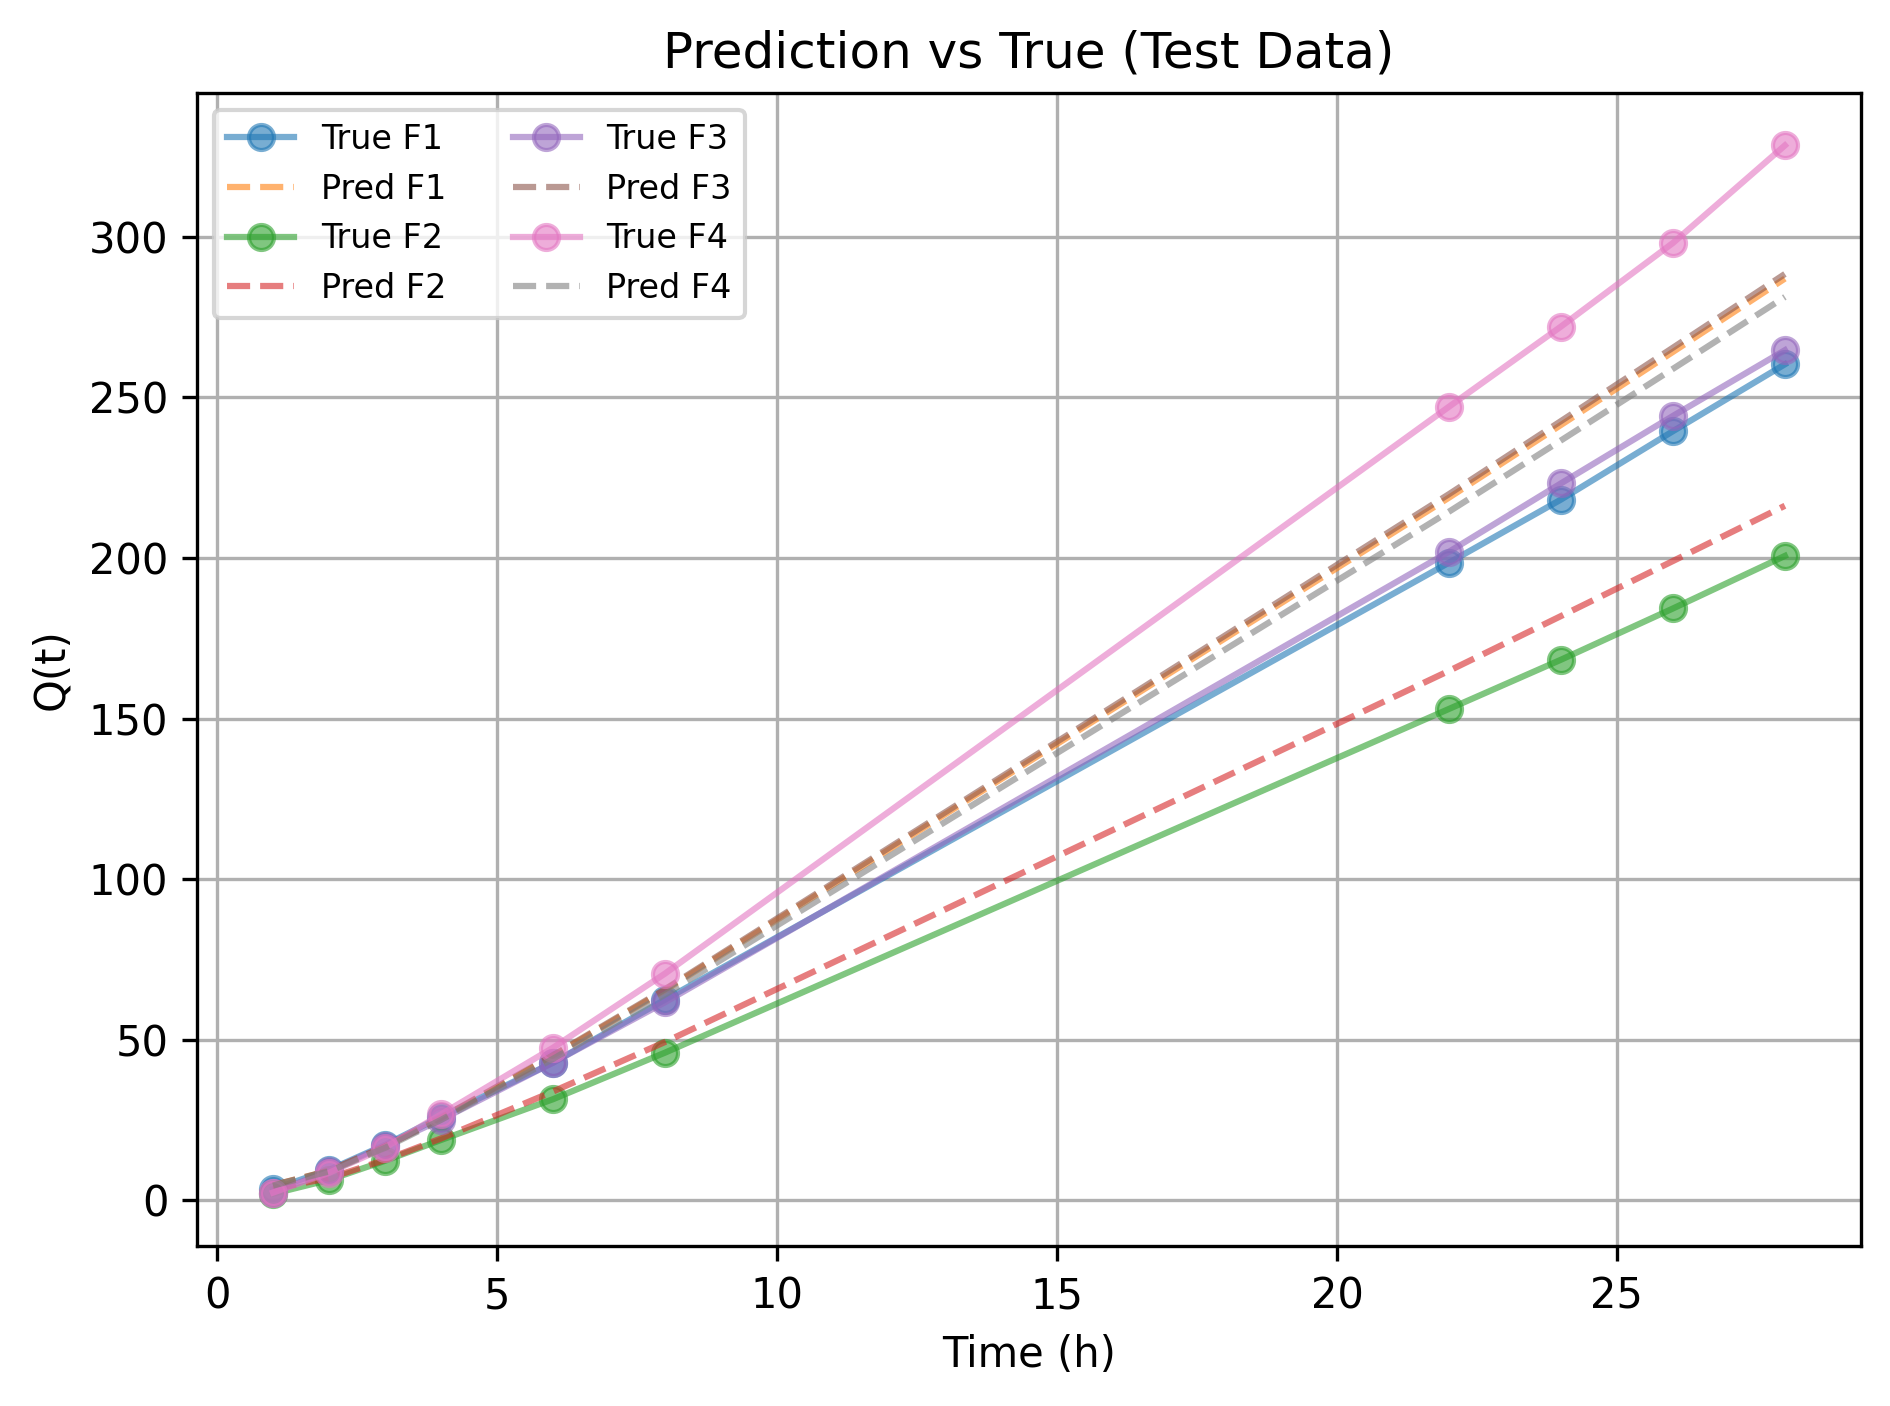 Prediction vs True (Test Data)
True F1
Pred F1
True F2
Pred F2
True F3
Pred F3
True F4
Pred F4
300
250
200
150
100
50
0
Q(t)
0 5 10 15 20 25
Time (h)